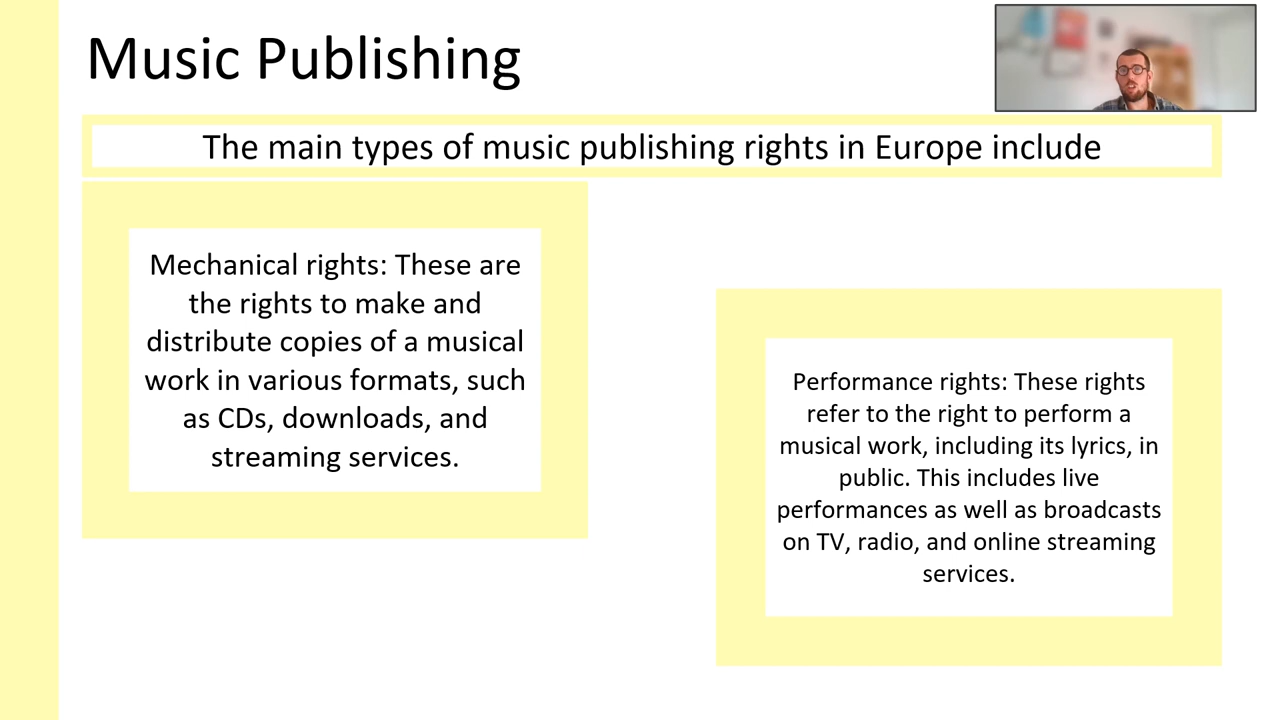 Music Publishing
The main types of music publishing rights in Europe include
Mechanical rights: These are
the rights to make and
distribute copies of a musical
work in various formats, such
as CDs, downloads, and
streaming services.
Performance rights: These rights
refer to the right to perform a
musical work, including its lyrics, in
public. This includes live
performances as well as broadcasts
on TV, radio, and online streaming
services.